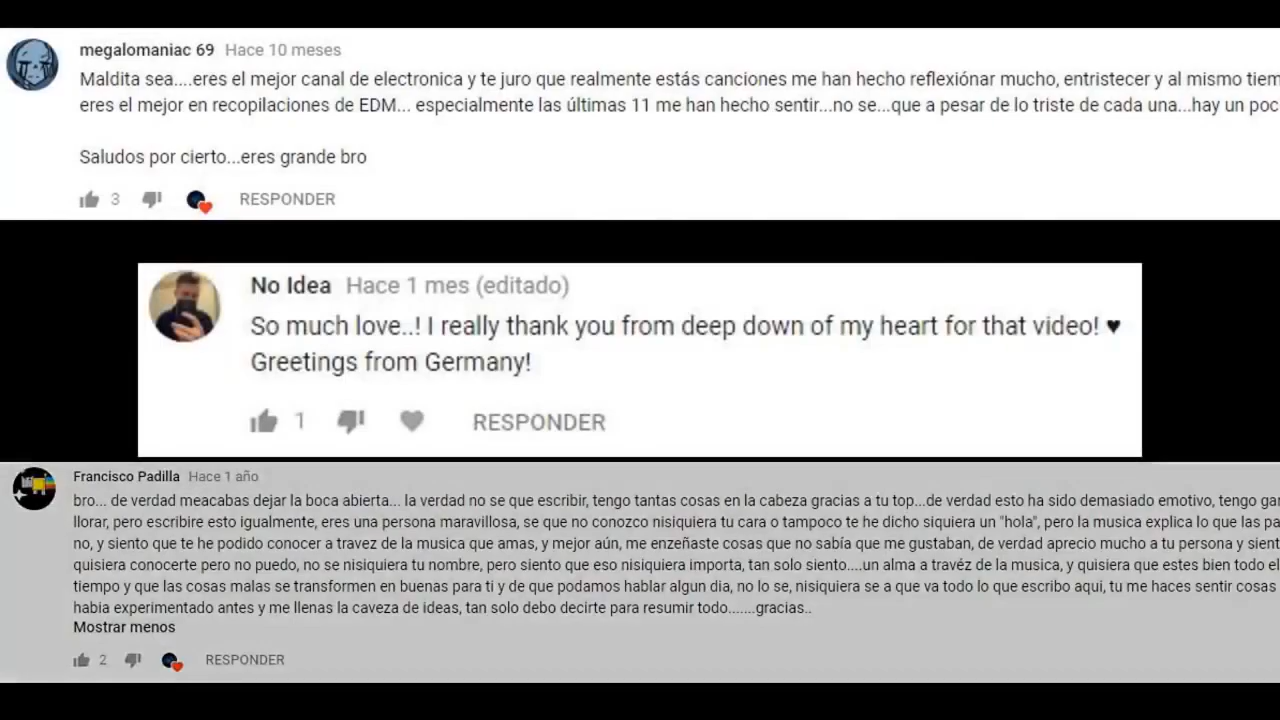 megalomaniac 69 Hace 10 meses
Maldita sea....eres el mejor canal de electronica y te juro que realmente estás canciones me han hecho reflexiónar mucho, entristecer y al mismo tiem
eres el mejor en recopilaciones de EDM... especialmente las últimas 11 me han hecho sentir...no se...que a pesar de lo triste de cada una...hay un poc
Saludos por cierto...eres grande bro
3 RESPONDER
No Idea Hace 1 mes (editado)
So much love..! I really thank you from deep down of my heart for that video! ♥
Greetings from Germany!
1 RESPONDER
Francisco Padilla Hace 1 año
bro... de verdad meacabas dejar la boca abierta... la verdad no se que escribir, tengo tantas cosas en la cabeza gracias a tu top...de verdad esto ha sido demasiado emotivo, tengo gan
llorar, pero escribire esto igualmente, eres una persona maravillosa, se que no conozco nisiquiera tu cara o tampoco te he dicho siquiera un "hola", pero la musica explica lo que las pa
no, y siento que te he podido conocer a travez de la musica que amas, y mejor aún, me enzeñaste cosas que no sabía que me gustaban, de verdad aprecio mucho a tu persona y sient
quisiera conocerte pero no puedo, no se nisiquiera tu nombre, pero siento que eso nisiquiera importa, tan solo siento....un alma a travéz de la musica, y quisiera que estes bien todo el
tiempo y que las cosas malas se transformen en buenas para ti y de que podamos hablar algun dia, no lo se, nisiquiera se a que va todo lo que escribo aqui, tu me haces sentir cosas
habia experimentado antes y me llenas la caveza de ideas, tan solo debo decirte para resumir todo.......gracias..
Mostrar menos
2 RESPONDER